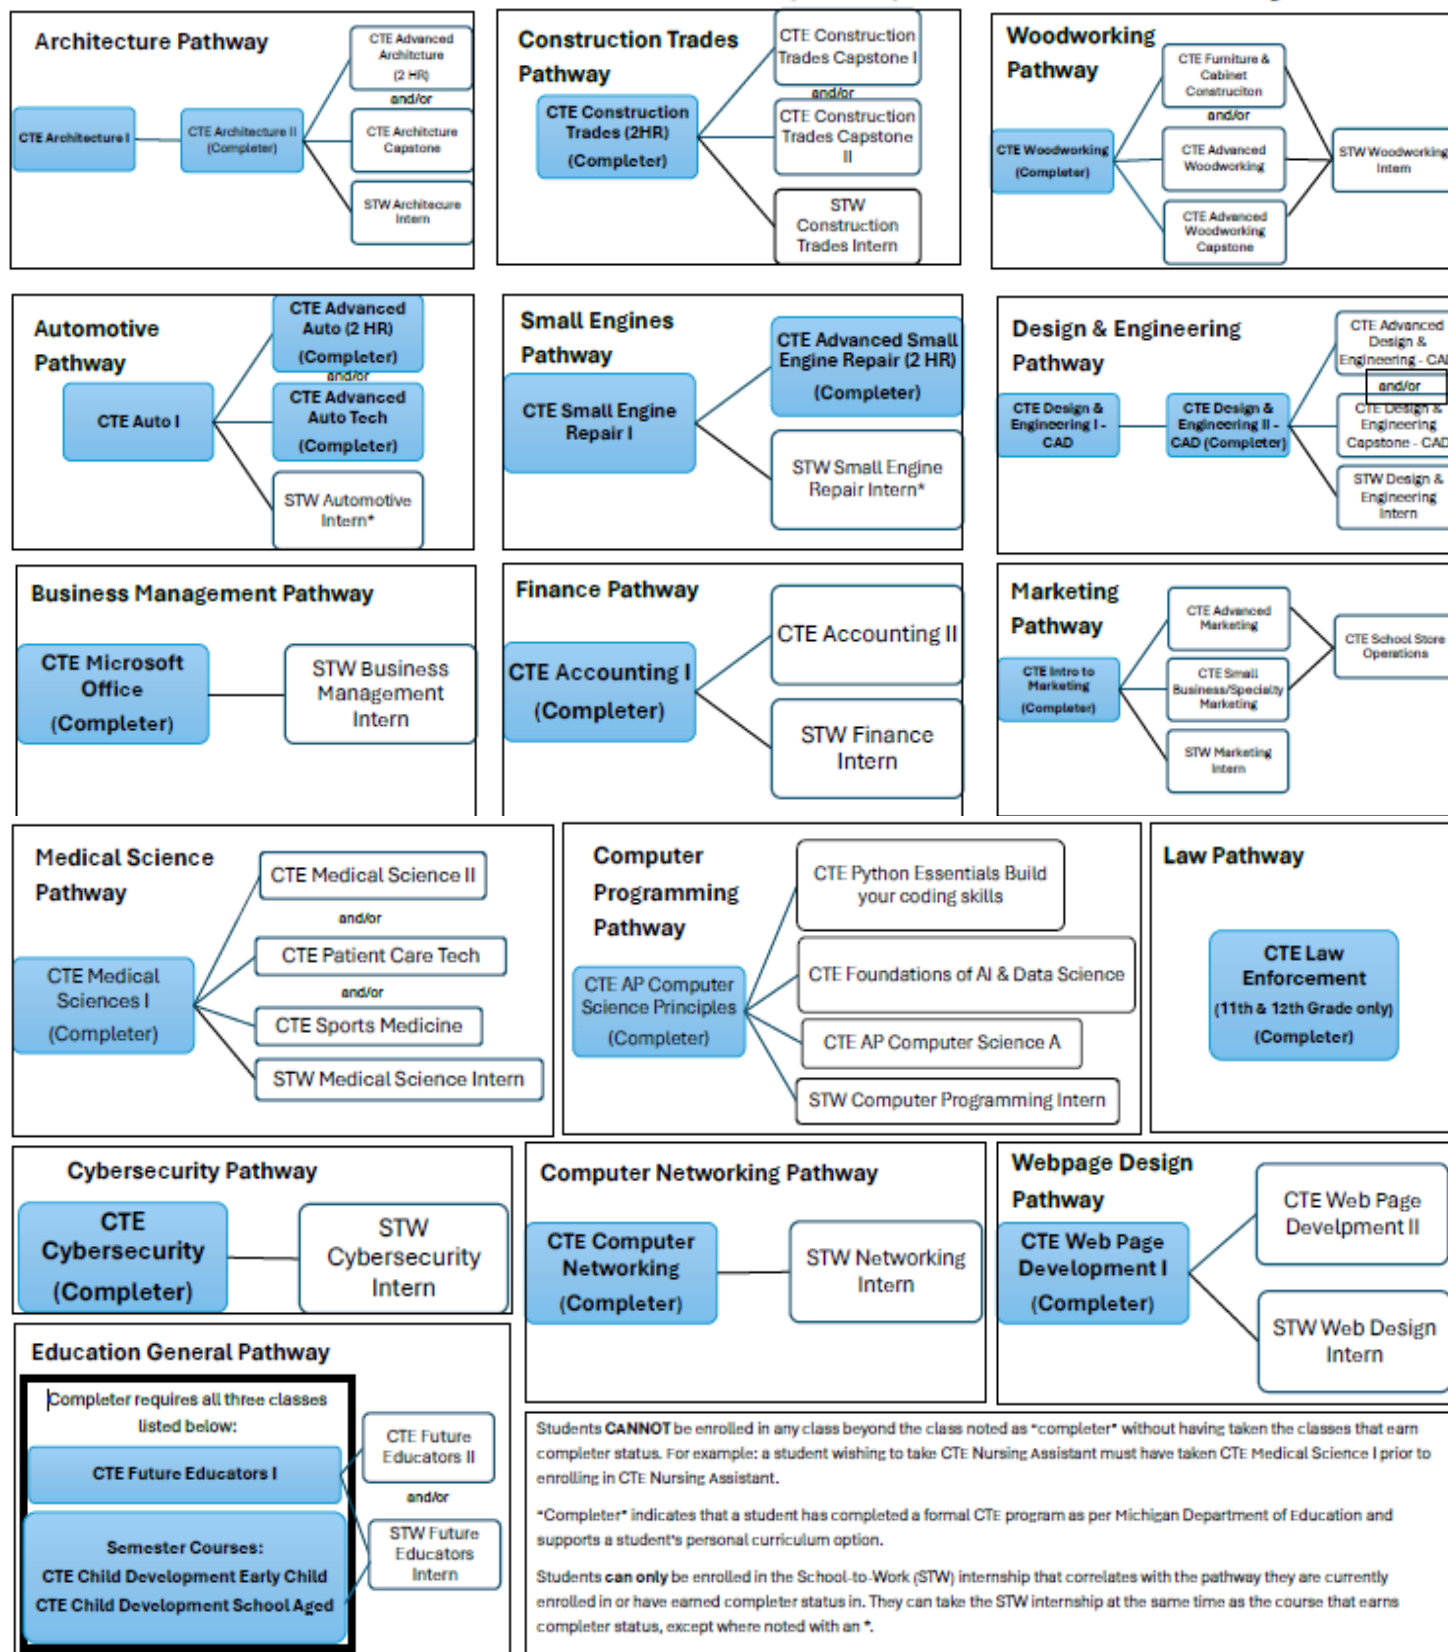 Architecture Pathway
CTE Architecture I
CTE Architecture II
(Completer)
CTE Advanced
Architcture
(2 HR)
and/or
CTE Architcture
Capstone
STW Architecure
Intern
Construction Trades
Pathway
CTE Construction
Trades (2HR)
(Completer)
CTE Construction
Trades Capstone I
and/or
CTE Construction
Trades Capstone
II
STW
Construction
Trades Intern
Woodworking
Pathway
CTE Woodworking
(Completer)
CTE Furniture &
Cabinet
Construciton
and/or
CTE Advanced
Woodworking
CTE Advanced
Woodworking
Capstone
STW Woodworking
Intern
Automotive
Pathway
CTE Auto I
CTE Advanced
Auto (2 HR)
(Completer)
and/or
CTE Advanced
Auto Tech
(Completer)
STW Automotive
Intern*
Small Engines
Pathway
CTE Small Engine
Repair I
CTE Advanced Small
Engine Repair (2 HR)
(Completer)
STW Small Engine
Repair Intern*
Design & Engineering
Pathway
CTE Design &
Engineering I -
CAD
CTE Design &
Engineering II -
CAD (Completer)
CTE Advanced
Design &
Engineering - CAD
and/or
CTE Design &
Engineering
Capstone - CAD
STW Design &
Engineering
Intern
Business Management Pathway
CTE Microsoft
Office
(Completer)
STW Business
Management
Intern
Finance Pathway
CTE Accounting I
(Completer)
CTE Accounting II
STW Finance
Intern
Marketing
Pathway
CTE Intro to
Marketing
(Completer)
CTE Advanced
Marketing
CTE Small
Business/Specialty
Marketing
STW Marketing
Intern
CTE School Store
Operations
Medical Science
Pathway
CTE Medical
Sciences I
(Completer)
CTE Medical Science II
and/or
CTE Patient Care Tech
and/or
CTE Sports Medicine
STW Medical Science Intern
Computer
Programming
Pathway
CTE AP Computer
Science Principles
(Completer)
CTE Python Essentials Build
your coding skills
CTE Foundations of AI & Data Science
CTE AP Computer Science A
STW Computer Programming Intern
Law Pathway
CTE Law
Enforcement
(11th & 12th Grade only)
(Completer)
Cybersecurity Pathway
CTE
Cybersecurity
(Completer)
STW
Cybersecurity
Intern
Computer Networking Pathway
CTE Computer
Networking
(Completer)
STW Networking
Intern
Webpage Design
Pathway
CTE Web Page
Development I
(Completer)
CTE Web Page
Develpment II
STW Web Design
Intern
Education General Pathway
Completer requires all three classes
listed below:
CTE Future Educators I
Semester Courses:
CTE Child Development Early Child
CTE Child Development School Aged
CTE Future
Educators II
and/or
STW Future
Educators
Intern
Students CANNOT be enrolled in any class beyond the class noted as "completer" without having taken the classes that earn
completer status. For example: a student wishing to take CTE Nursing Assistant must have taken CTE Medical Science I prior to
enrolling in CTE Nursing Assistant.
"Completer" indicates that a student has completed a formal CTE program as per Michigan Department of Education and
supports a student's personal curriculum option.
Students can only be enrolled in the School-to-Work (STW) internship that correlates with the pathway they are currently
enrolled in or have earned completer status in. They can take the STW internship at the same time as the course that earns
completer status, except where noted with an *.